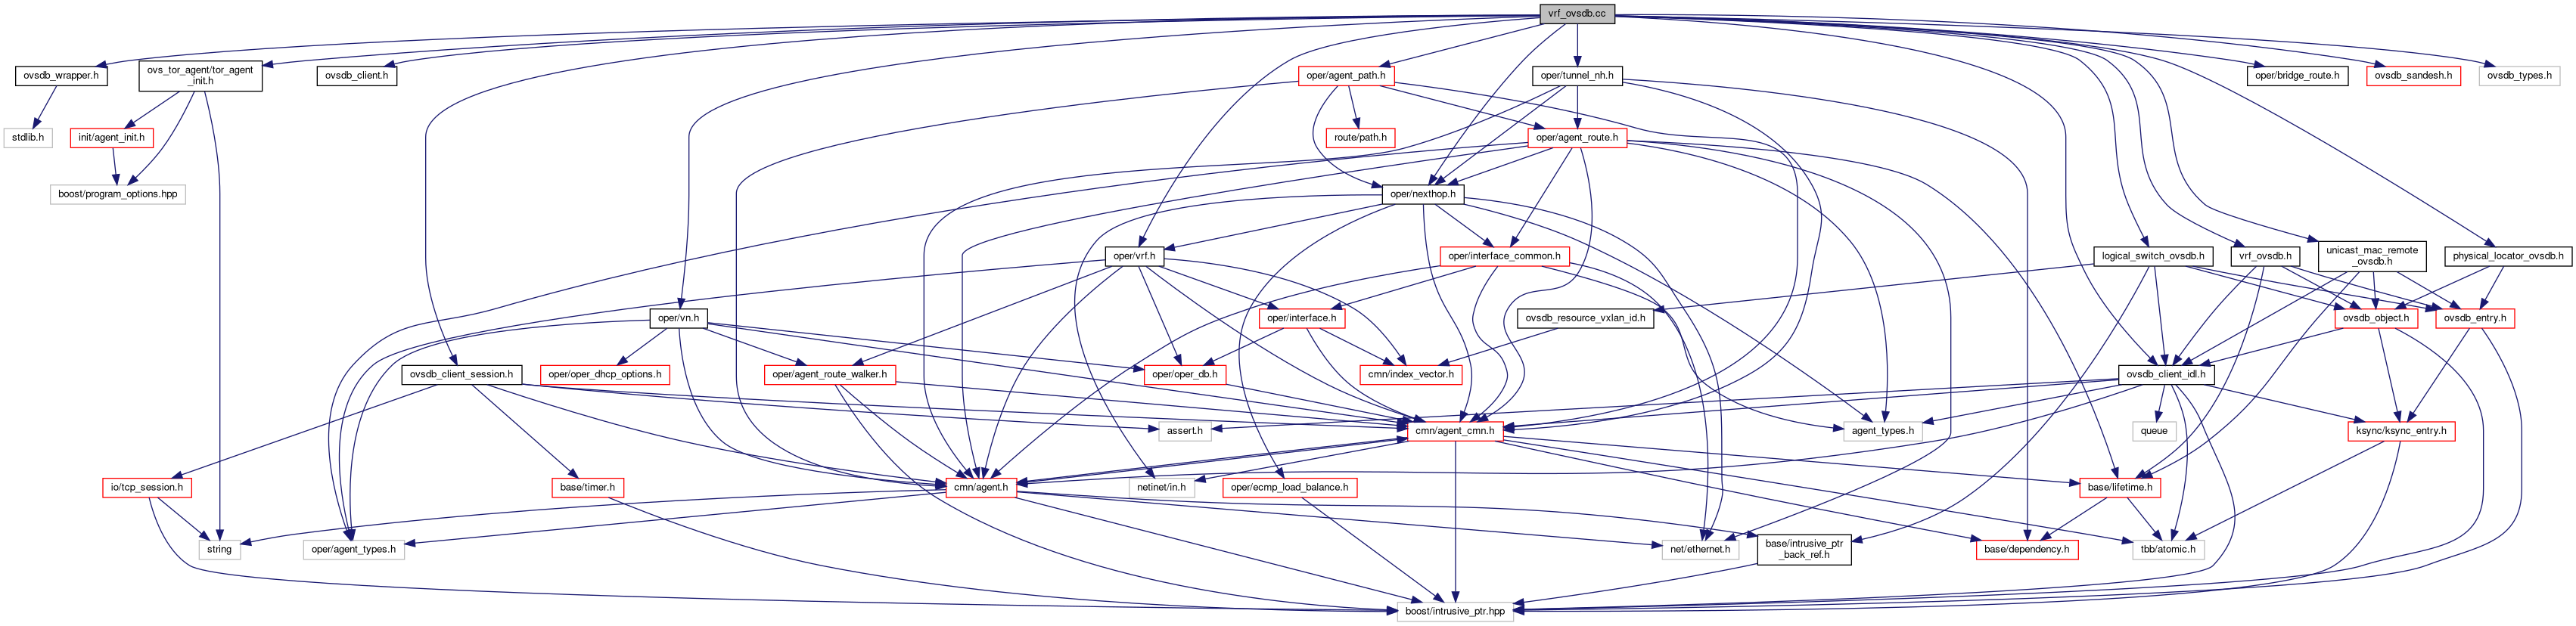 vrf_ovsdb.cc
ovsdb_wrapper.h
ovs_tor_agent/tor_agent
_init.h
ovsdb_client.h
oper/agent_path.h
oper/tunnel_nh.h
oper/bridge_route.h
ovsdb_sandesh.h
ovsdb_types.h
stdlib.h
init/agent_init.h
route/path.h
oper/agent_route.h
boost/program_options.hpp
oper/nexthop.h
oper/vrf.h
oper/interface_common.h
logical_switch_ovsdb.h
vrf_ovsdb.h
unicast_mac_remote
_ovsdb.h
physical_locator_ovsdb.h
oper/vn.h
oper/interface.h
ovsdb_resource_vxlan_id.h
ovsdb_object.h
ovsdb_entry.h
ovsdb_client_session.h
oper/oper_dhcp_options.h
oper/agent_route_walker.h
oper/oper_db.h
cmn/index_vector.h
ovsdb_client_idl.h
assert.h
cmn/agent_cmn.h
agent_types.h
queue
ksync/ksync_entry.h
io/tcp_session.h
base/timer.h
cmn/agent.h
netinet/in.h
oper/ecmp_load_balance.h
base/lifetime.h
string
oper/agent_types.h
net/ethernet.h
base/intrusive_ptr
_back_ref.h
base/dependency.h
tbb/atomic.h
boost/intrusive_ptr.hpp